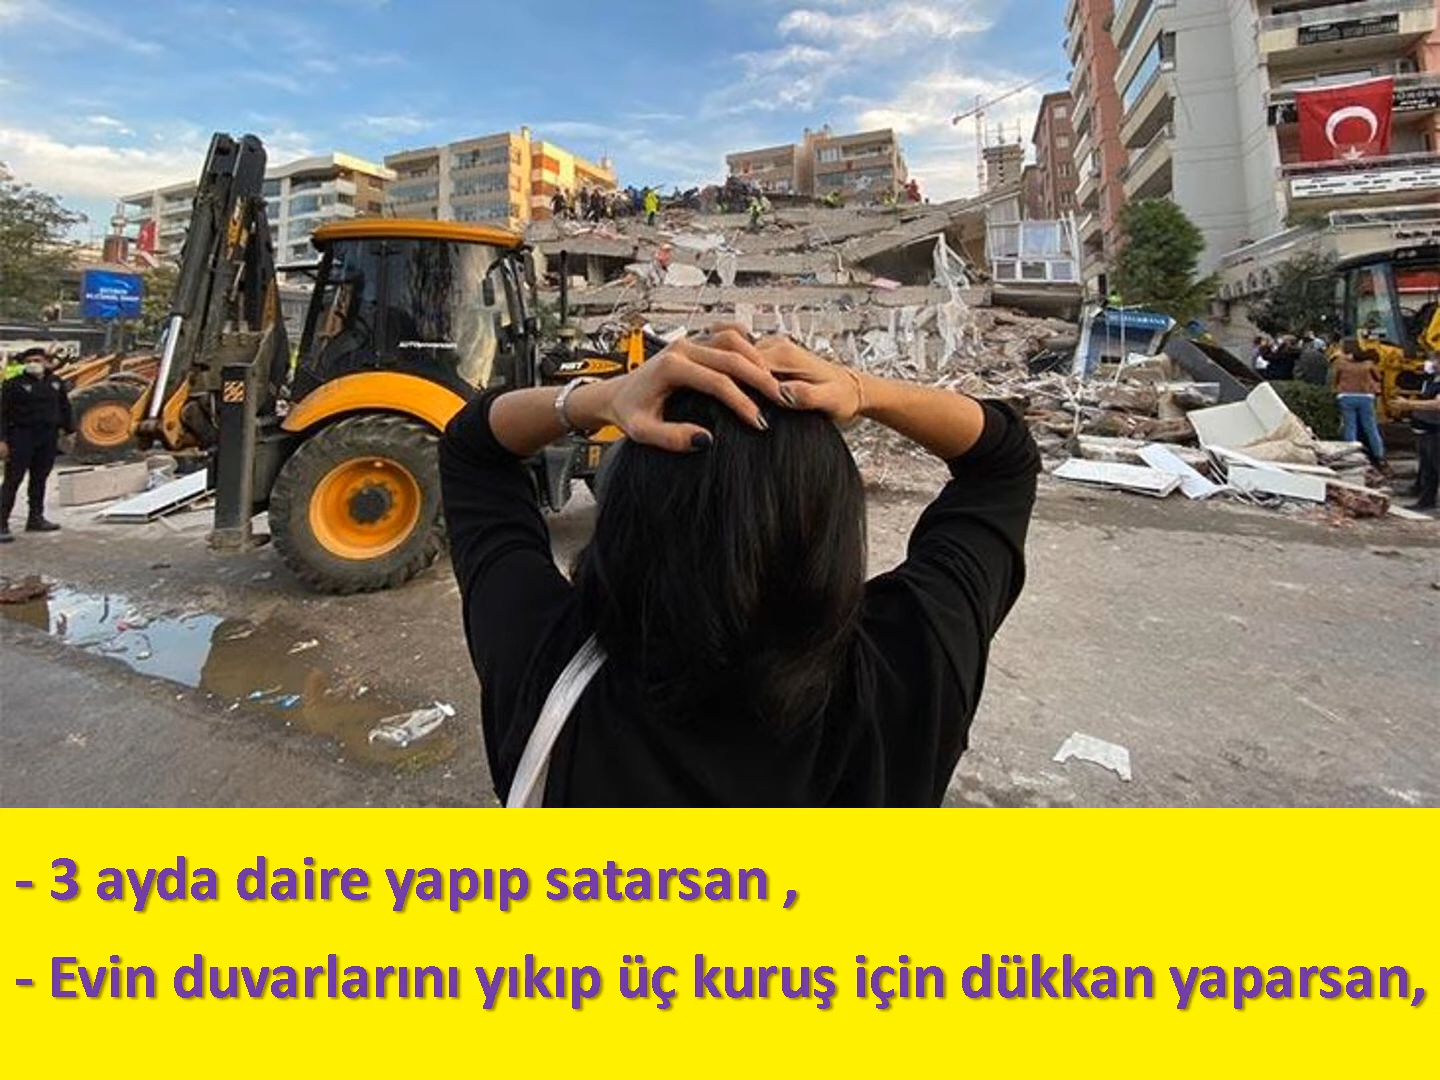 - 3 ayda daire yapıp satarsan ,
- Evin duvarlarını yıkıp üç kuruş için dükkan yaparsan,